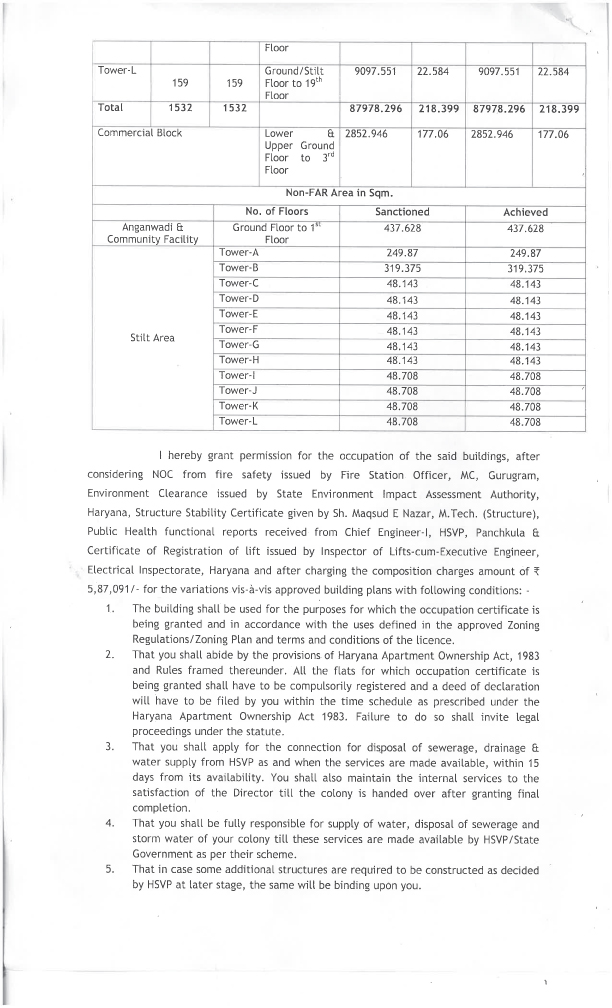 Floor
Tower-L 159 159 Ground/Stilt Floor to 19th Floor 9097.551 22.584 9097.551 22.584
Total 1532 1532 87978.296 218.399 87978.296 218.399
Commercial Block Lower & Upper Ground Floor to 3rd Floor 2852.946 177.06 2852.946 177.06
Non-FAR Area in Sqm.
No. of Floors Sanctioned Achieved
Anganwadi & Community Facility Ground Floor to 1st Floor 437.628 437.628
Stilt Area
Tower-A 249.87 249.87
Tower-B 319.375 319.375
Tower-C 48.143 48.143
Tower-D 48.143 48.143
Tower-E 48.143 48.143
Tower-F 48.143 48.143
Tower-G 48.143 48.143
Tower-H 48.143 48.143
Tower-I 48.708 48.708
Tower-J 48.708 48.708
Tower-K 48.708 48.708
Tower-L 48.708 48.708
I hereby grant permission for the occupation of the said buildings, after
considering NOC from fire safety issued by Fire Station Officer, MC, Gurugram,
Environment Clearance issued by State Environment Impact Assessment Authority,
Haryana, Structure Stability Certificate given by Sh. Maqsud E Nazar, M.Tech. (Structure),
Public Health functional reports received from Chief Engineer-I, HSVP, Panchkula &
Certificate of Registration of lift issued by Inspector of Lifts-cum-Executive Engineer,
Electrical Inspectorate, Haryana and after charging the composition charges amount of ₹
5,87,091/- for the variations vis-à-vis approved building plans with following conditions: -
1. The building shall be used for the purposes for which the occupation certificate is
being granted and in accordance with the uses defined in the approved Zoning
Regulations/Zoning Plan and terms and conditions of the licence.
2. That you shall abide by the provisions of Haryana Apartment Ownership Act, 1983
and Rules framed thereunder. All the flats for which occupation certificate is
being granted shall have to be compulsorily registered and a deed of declaration
will have to be filed by you within the time schedule as prescribed under the
Haryana Apartment Ownership Act 1983. Failure to do so shall invite legal
proceedings under the statute.
3. That you shall apply for the connection for disposal of sewerage, drainage &
water supply from HSVP as and when the services are made available, within 15
days from its availability. You shall also maintain the internal services to the
satisfaction of the Director till the colony is handed over after granting final
completion.
4. That you shall be fully responsible for supply of water, disposal of sewerage and
storm water of your colony till these services are made available by HSVP/State
Government as per their scheme.
5. That in case some additional structures are required to be constructed as decided
by HSVP at later stage, the same will be binding upon you.